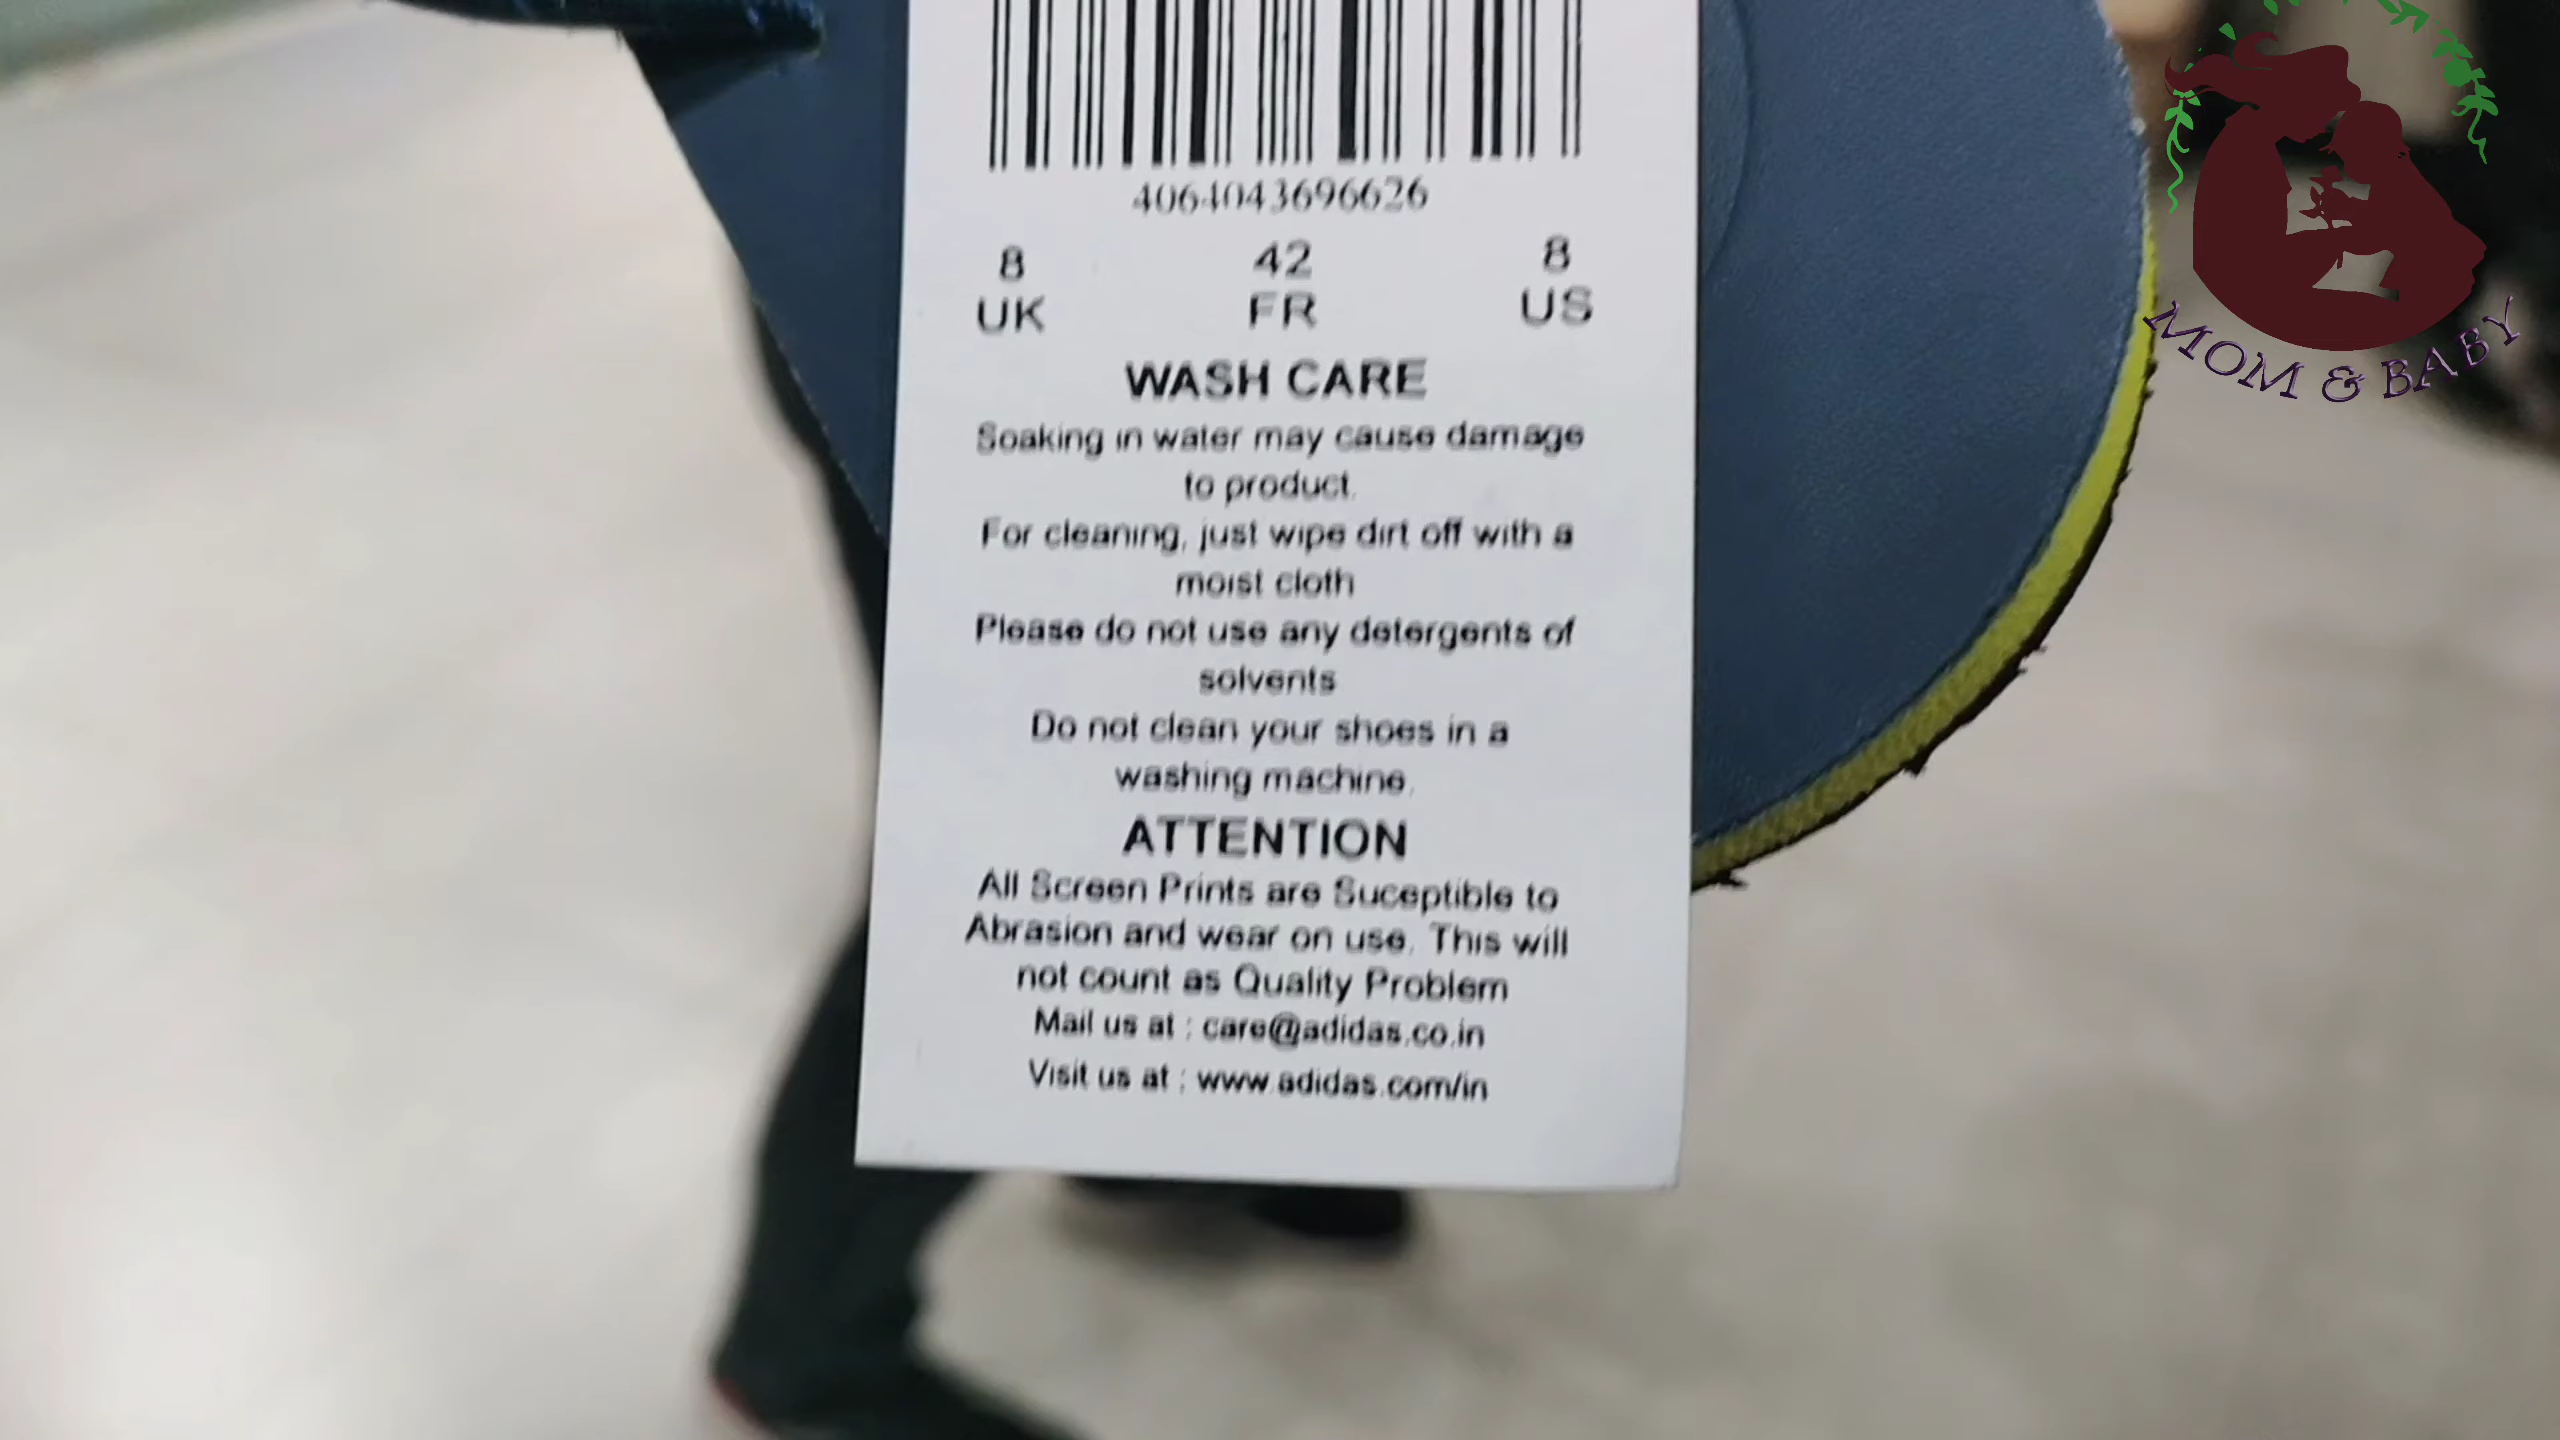 4064043696626
8 42 8
UK FR US
WASH CARE
Soaking in water may cause damage
to product.
For cleaning, just wipe dirt off with a
moist cloth
Please do not use any detergents of
solvents
Do not clean your shoes in a
washing machine.
ATTENTION
All Screen Prints are Suceptible to
Abrasion and wear on use. This will
not count as Quality Problem
Mail us at : care@adidas.co.in
Visit us at : www.adidas.com/in
MOM & BABY